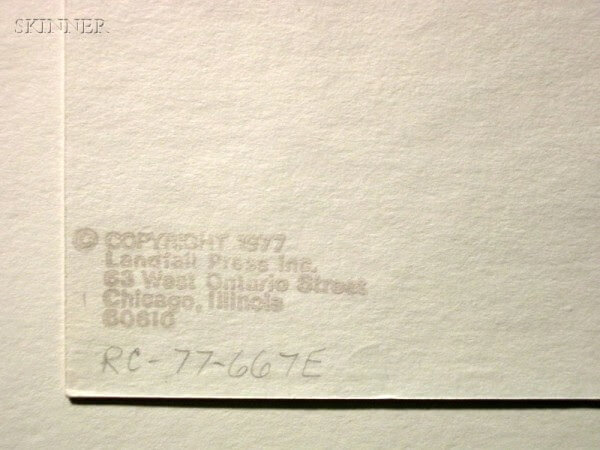 SKINNER
© COPYRIGHT 1977
Landfall Press Inc.
63 West Ontario Street
Chicago, Illinois
60610
RC-77-667E